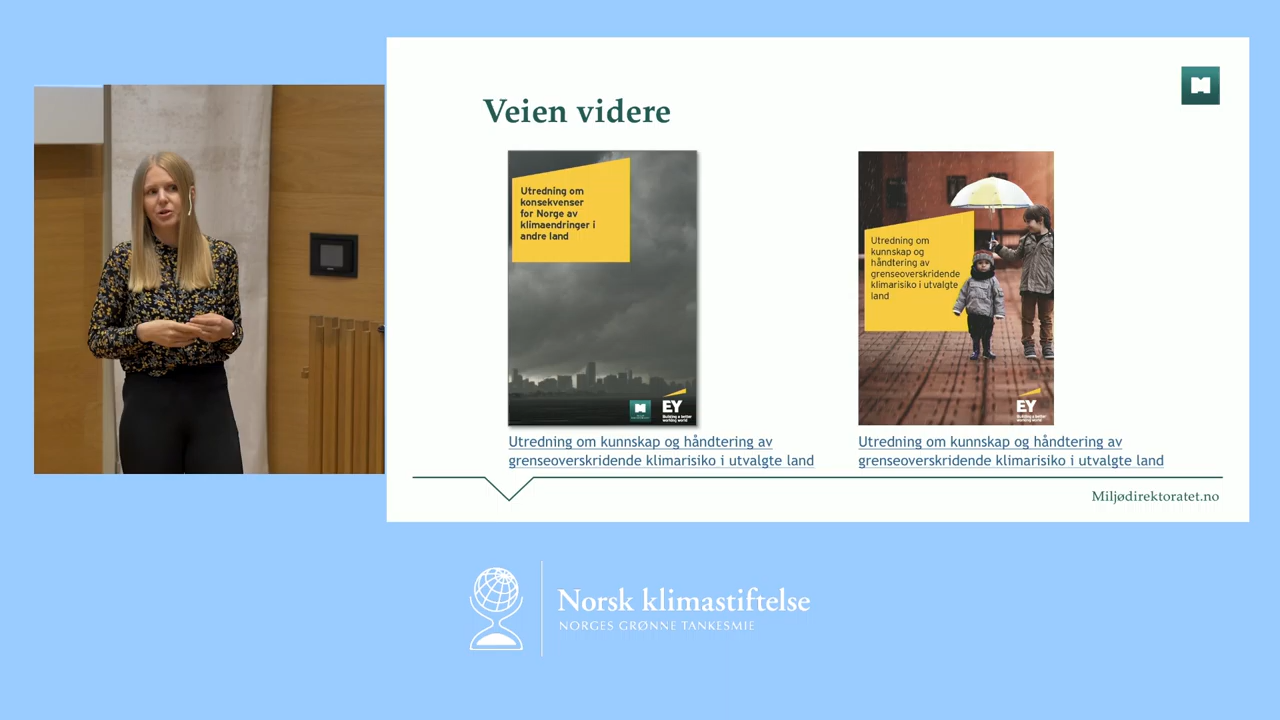 Veien videre
Utredning om
konsekvenser
for Norge av
klimaendringer i
andre land
EY
Building a better
working world
Utredning om kunnskap og håndtering av
grenseoverskridende klimarisiko i utvalgte land
Utredning om
kunnskap og
håndtering av
grenseoverskridende
klimarisiko i utvalgte
land
EY
Building a better
working world
Utredning om kunnskap og håndtering av
grenseoverskridende klimarisiko i utvalgte land
Miljødirektoratet.no
Norsk klimastiftelse
NORGES GRØNNE TANKESMIE